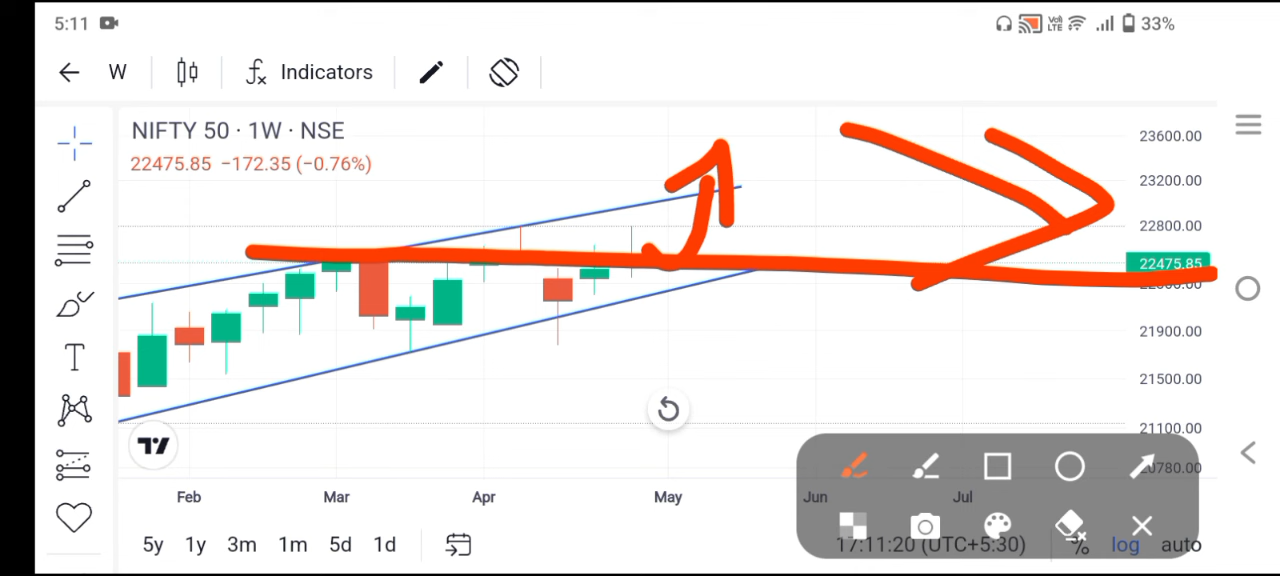 5:11 Vo) LTE 33%
W Indicators
NIFTY 50 · 1W · NSE
22475.85 −172.35 (−0.76%)
23600.00
23200.00
22800.00
22475.85
21900.00
21500.00
21100.00
20780.00
T
Feb Mar Apr May Jun Jul
5y 1y 3m 1m 5d 1d 17:11:20 (UTC+5:30) % log auto